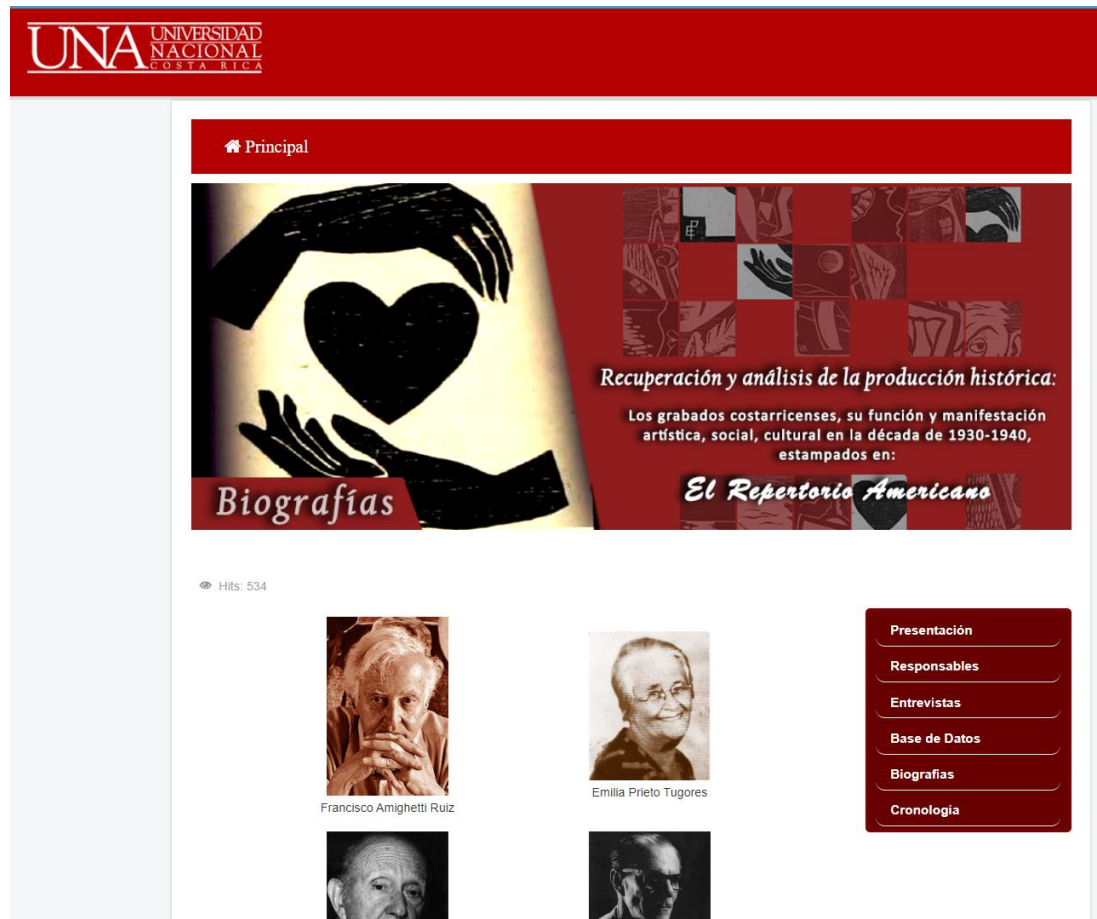 UNA UNIVERSIDAD
NACIONAL
COSTA RICA
Principal
Recuperación y análisis de la producción histórica:
Los grabados costarricenses, su función y manifestación
artística, social, cultural en la década de 1930-1940,
estampados en:
El Repertorio Americano
Biografías
Hits: 534
Francisco Amighetti Ruiz
Emilia Prieto Tugores
Presentación
Responsables
Entrevistas
Base de Datos
Biografias
Cronología